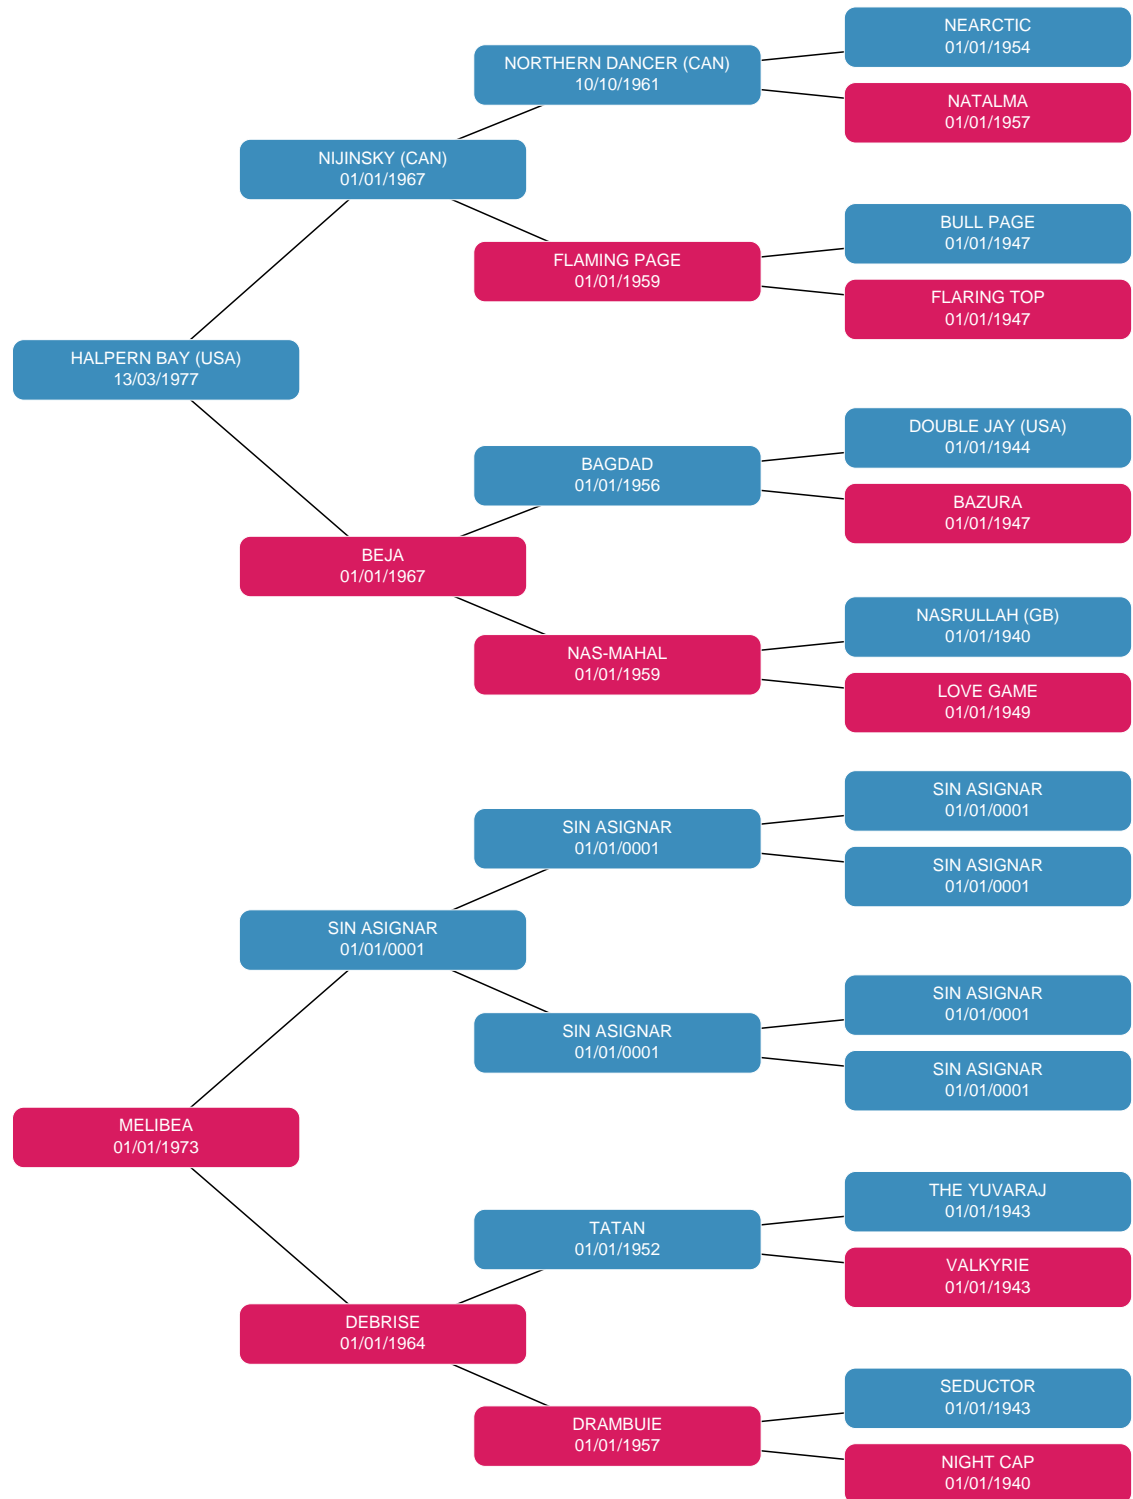 NEARCTIC
01/01/1954
NORTHERN DANCER (CAN)
10/10/1961
NATALMA
01/01/1957
NIJINSKY (CAN)
01/01/1967
BULL PAGE
01/01/1947
FLAMING PAGE
01/01/1959
FLARING TOP
01/01/1947
HALPERN BAY (USA)
13/03/1977
DOUBLE JAY (USA)
01/01/1944
BAGDAD
01/01/1956
BAZURA
01/01/1947
BEJA
01/01/1967
NASRULLAH (GB)
01/01/1940
NAS-MAHAL
01/01/1959
LOVE GAME
01/01/1949
SIN ASIGNAR
01/01/0001
SIN ASIGNAR
01/01/0001
SIN ASIGNAR
01/01/0001
SIN ASIGNAR
01/01/0001
SIN ASIGNAR
01/01/0001
SIN ASIGNAR
01/01/0001
SIN ASIGNAR
01/01/0001
MELIBEA
01/01/1973
THE YUVARAJ
01/01/1943
TATAN
01/01/1952
VALKYRIE
01/01/1943
DEBRISE
01/01/1964
SEDUCTOR
01/01/1943
DRAMBUIE
01/01/1957
NIGHT CAP
01/01/1940